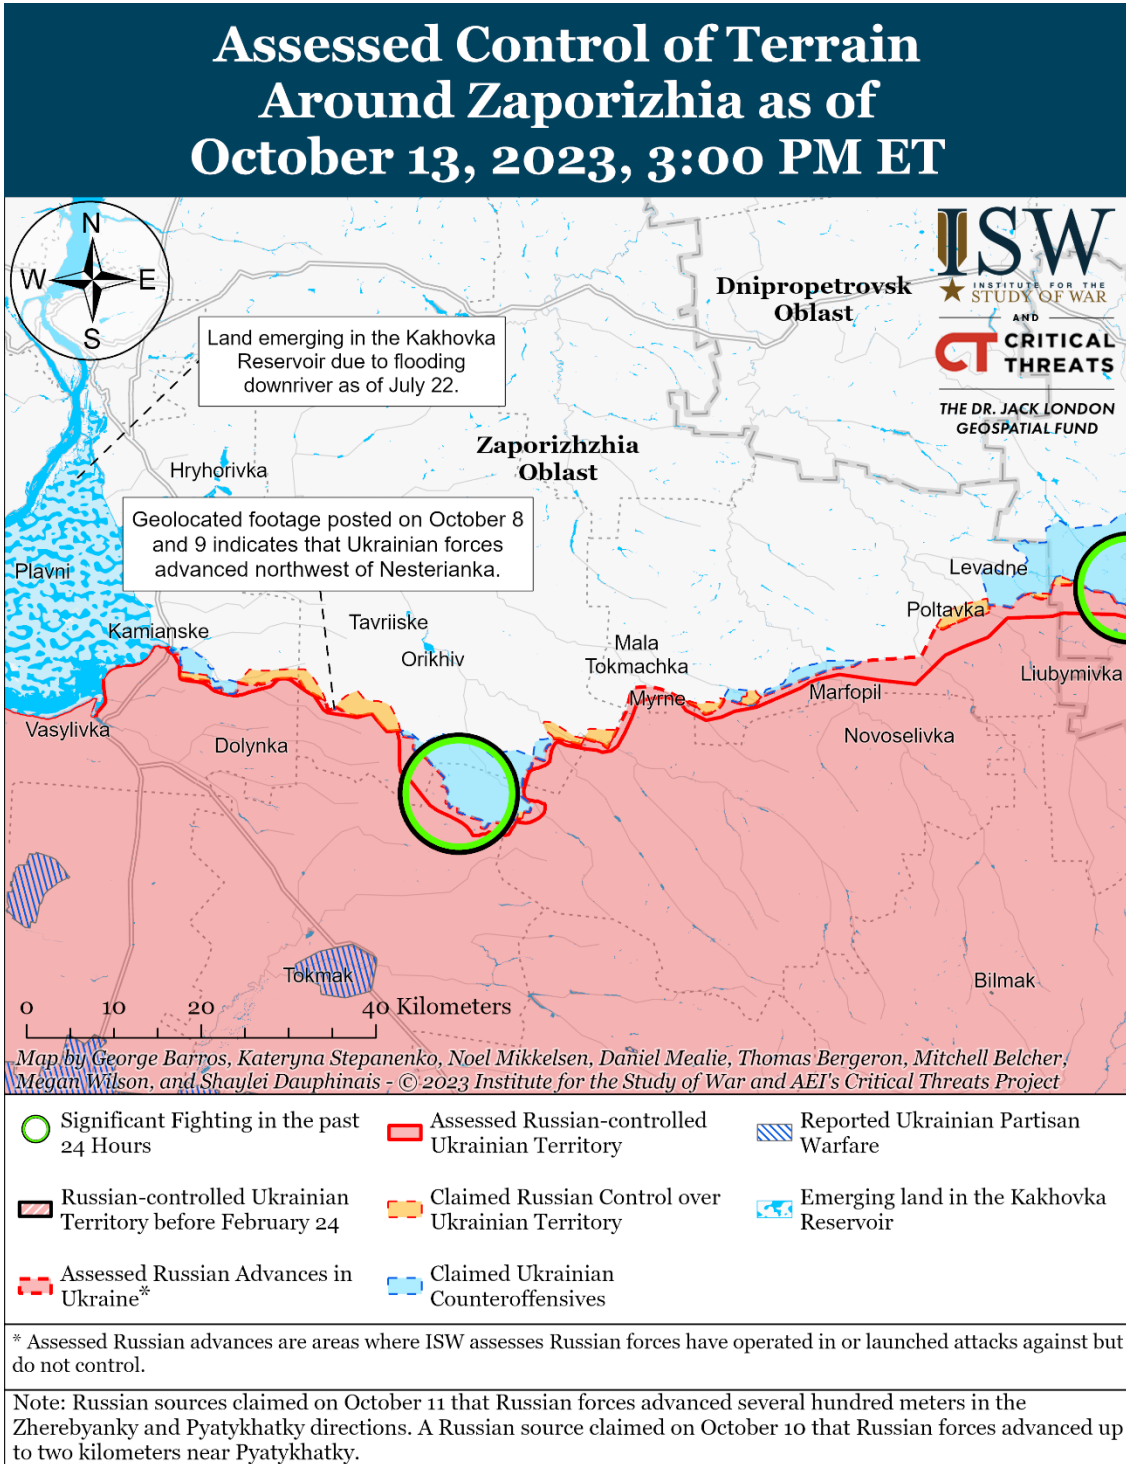 Assessed Control of Terrain
Around Zaporizhia as of
October 13, 2023, 3:00 PM ET
N
W
E
S
ISW
INSTITUTE FOR THE
STUDY OF WAR
AND
CT CRITICAL
THREATS
THE DR. JACK LONDON
GEOSPATIAL FUND
Dnipropetrovsk
Oblast
Land emerging in the Kakhovka
Reservoir due to flooding
downriver as of July 22.
Zaporizhzhia
Oblast
Hryhorivka
Geolocated footage posted on October 8
and 9 indicates that Ukrainian forces
advanced northwest of Nesterianka.
Plavni
Levadne
Poltavka
Kamianske
Tavriiske
Orikhiv
Mala
Tokmachka
Myrne
Marfopil
Liubymivka
Vasylivka
Dolynka
Novoselivka
Tokmak
Bilmak
0 10 20 40 Kilometers
Map by George Barros, Kateryna Stepanenko, Noel Mikkelsen, Daniel Mealie, Thomas Bergeron, Mitchell Belcher,
Megan Wilson, and Shaylei Dauphinais - © 2023 Institute for the Study of War and AEI's Critical Threats Project
Significant Fighting in the past
24 Hours
Assessed Russian-controlled
Ukrainian Territory
Reported Ukrainian Partisan
Warfare
Russian-controlled Ukrainian
Territory before February 24
Claimed Russian Control over
Ukrainian Territory
Emerging land in the Kakhovka
Reservoir
Assessed Russian Advances in
Ukraine*
Claimed Ukrainian
Counteroffensives
* Assessed Russian advances are areas where ISW assesses Russian forces have operated in or launched attacks against but
do not control.
Note: Russian sources claimed on October 11 that Russian forces advanced several hundred meters in the
Zherebyanky and Pyatykhatky directions. A Russian source claimed on October 10 that Russian forces advanced up
to two kilometers near Pyatykhatky.